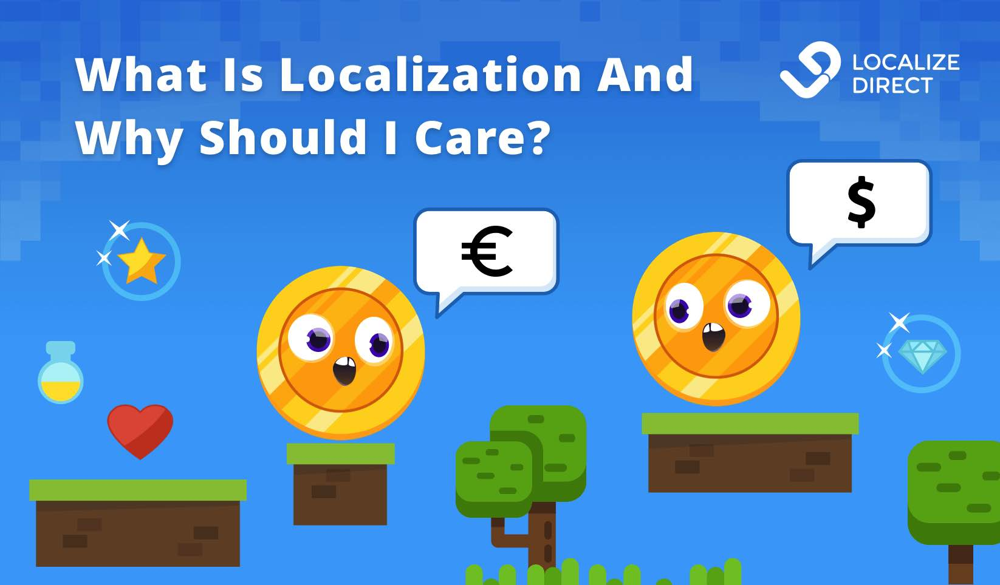 What Is Localization And
Why Should I Care?
LOCALIZE
DIRECT
€
$